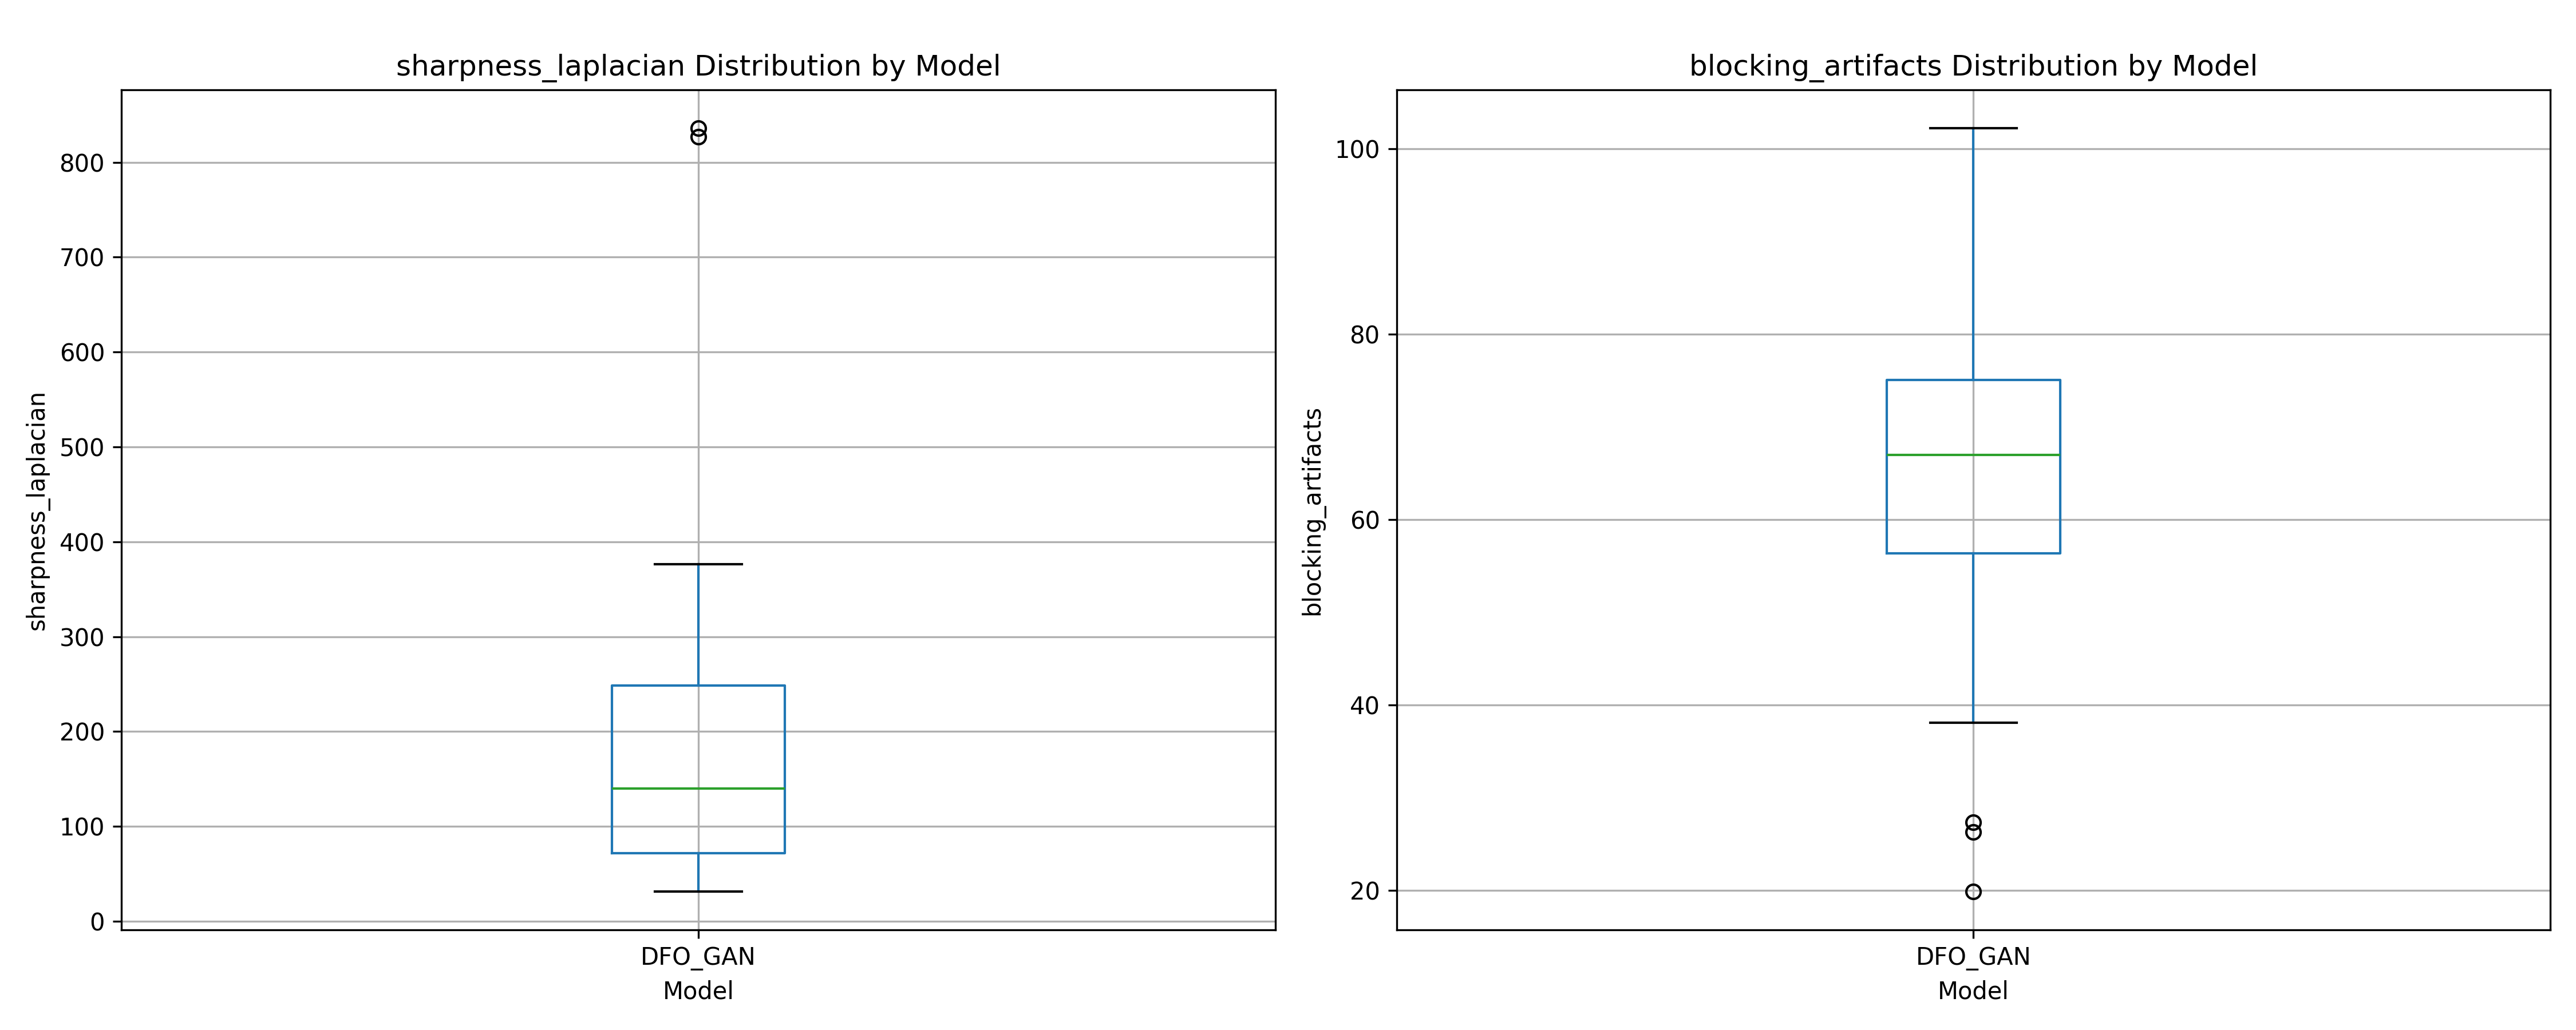 sharpness_laplacian Distribution by Model
sharpness_laplacian
800
700
600
500
400
300
200
100
0
DFO_GAN
Model
blocking_artifacts Distribution by Model
blocking_artifacts
100
80
60
40
20
DFO_GAN
Model